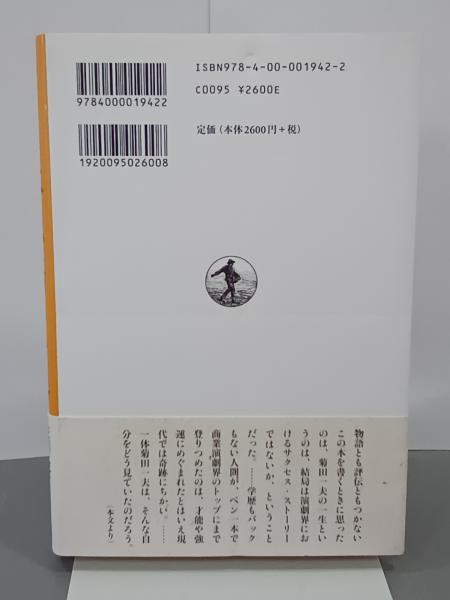 ISBN978-4-00-001942-2
C0095 ¥2600E
定価（本体2600円＋税）
9784000019422
1920095026008
物語とも評伝ともつかない
この本を書くときに思った
のは、菊田一夫の一生とい
うのは、結局は演劇界にお
けるサクセス・ストーリー
ではないか、ということ
だった。……学歴もバック
もない人間が、ペン一本で
商業演劇界のトップにまで
登りつめたのは、才能や強
運にめぐまれたとはいえ現
代では奇跡にちかい。……
一体菊田一夫は、そんな自
分をどう見ていたのだろう。
［本文より］